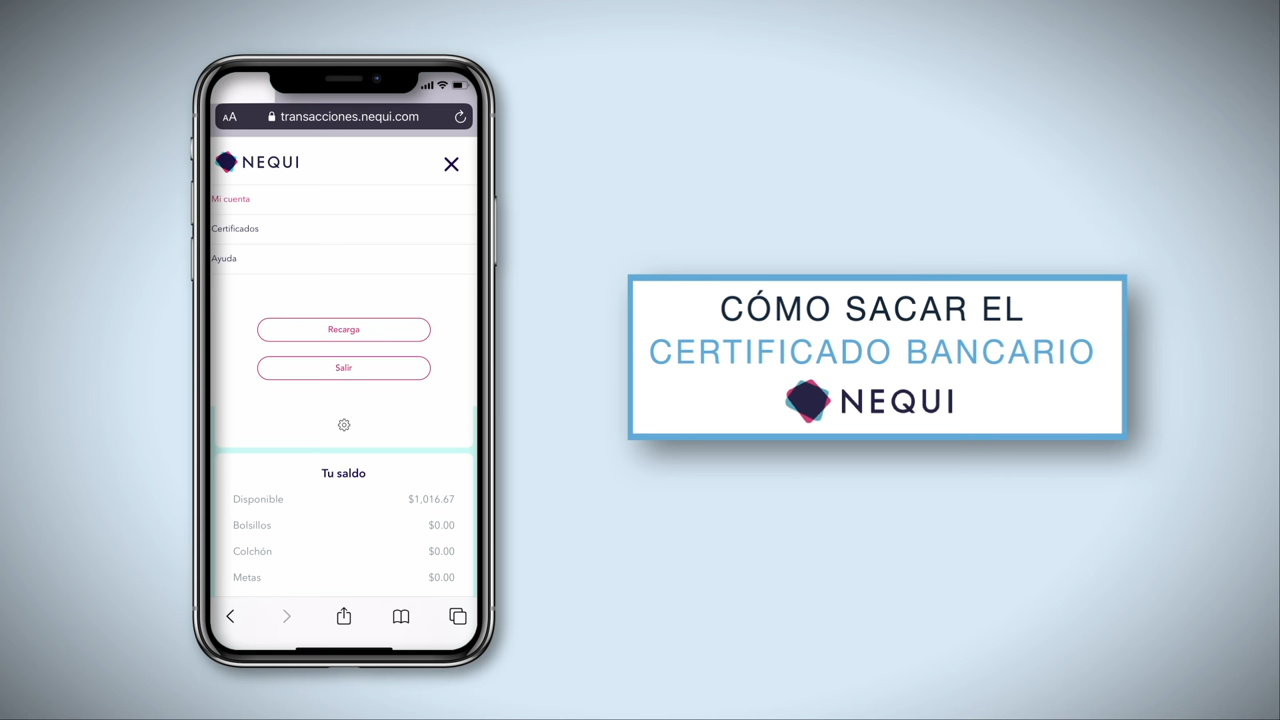 AA transacciones.nequi.com
NEQUI
Mi cuenta
Certificados
Ayuda
Recarga
Salir
Tu saldo
Disponible $1,016.67
Bolsillos $0.00
Colchón $0.00
Metas $0.00
CÓMO SACAR EL
CERTIFICADO BANCARIO
NEQUI